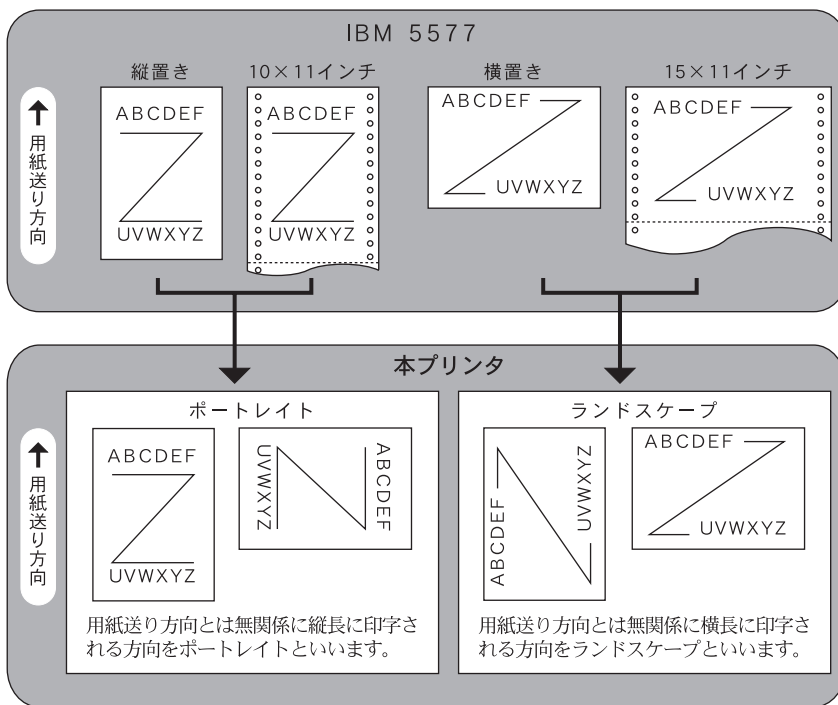 IBM 5577
縦置き
10×11インチ
横置き
15×11インチ
用紙送り方向
ABCDEF
UVWXYZ
ABCDEF
UVWXYZ
ABCDEF
UVWXYZ
ABCDEF
UVWXYZ
本プリンタ
用紙送り方向
ポートレイト
ABCDEF
UVWXYZ
ABCDEF
UVWXYZ
用紙送り方向とは無関係に縦長に印字さ
れる方向をポートレイトといいます。
ランドスケープ
ABCDEF
UVWXYZ
ABCDEF
UVWXYZ
用紙送り方向とは無関係に横長に印字さ
れる方向をランドスケープといいます。